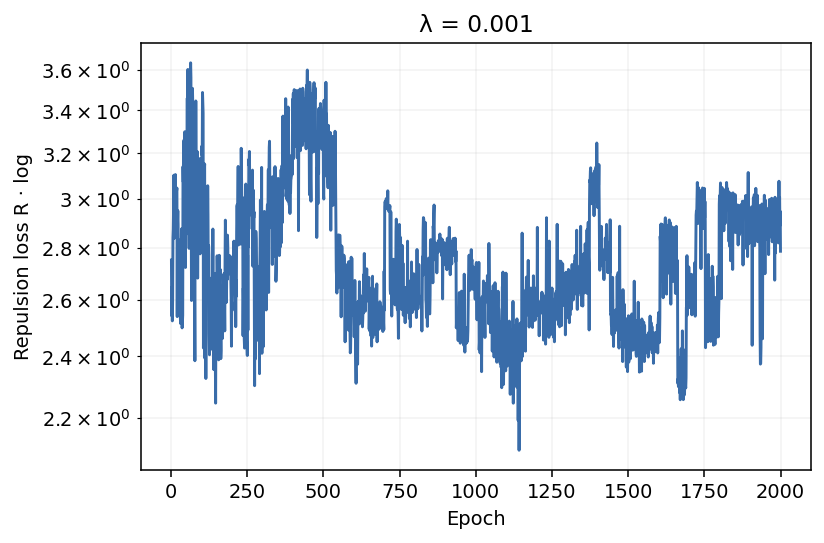 λ = 0.001
Repulsion loss R · log
3.6 × 10⁰
3.4 × 10⁰
3.2 × 10⁰
3 × 10⁰
2.8 × 10⁰
2.6 × 10⁰
2.4 × 10⁰
2.2 × 10⁰
0 250 500 750 1000 1250 1500 1750 2000
Epoch